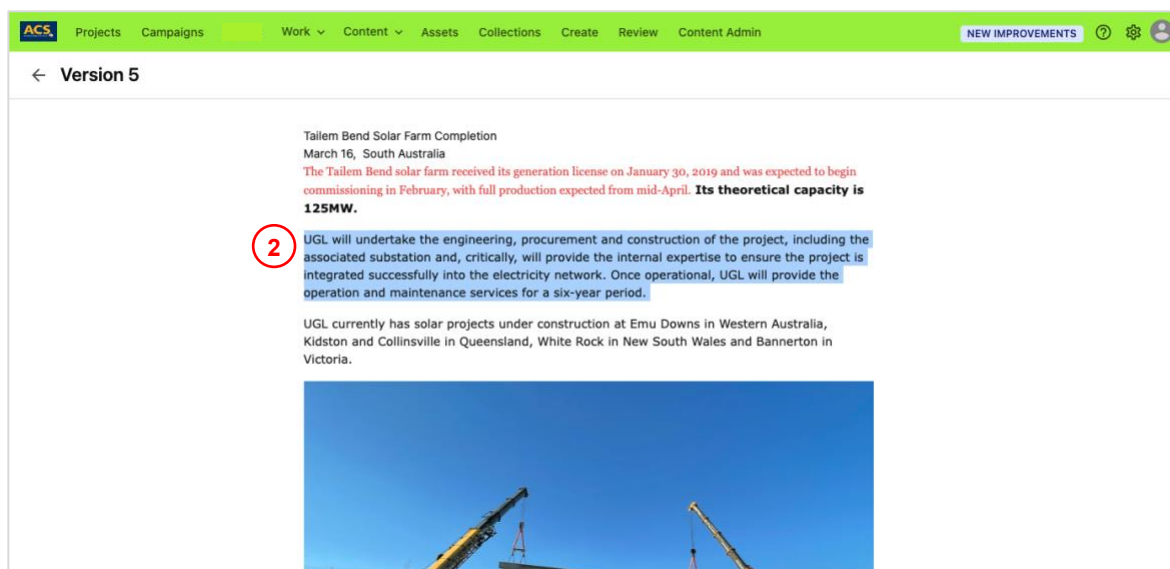 ACS Projects Campaigns Work Content Assets Collections Create Review Content Admin NEW IMPROVEMENTS
← Version 5
Tailem Bend Solar Farm Completion
March 16, South Australia
The Tailem Bend solar farm received its generation license on January 30, 2019 and was expected to begin
commissioning in February, with full production expected from mid-April. Its theoretical capacity is
125MW.
2
UGL will undertake the engineering, procurement and construction of the project, including the
associated substation and, critically, will provide the internal expertise to ensure the project is
integrated successfully into the electricity network. Once operational, UGL will provide the
operation and maintenance services for a six-year period.
UGL currently has solar projects under construction at Emu Downs in Western Australia,
Kidston and Collinsville in Queensland, White Rock in New South Wales and Bannerton in
Victoria.